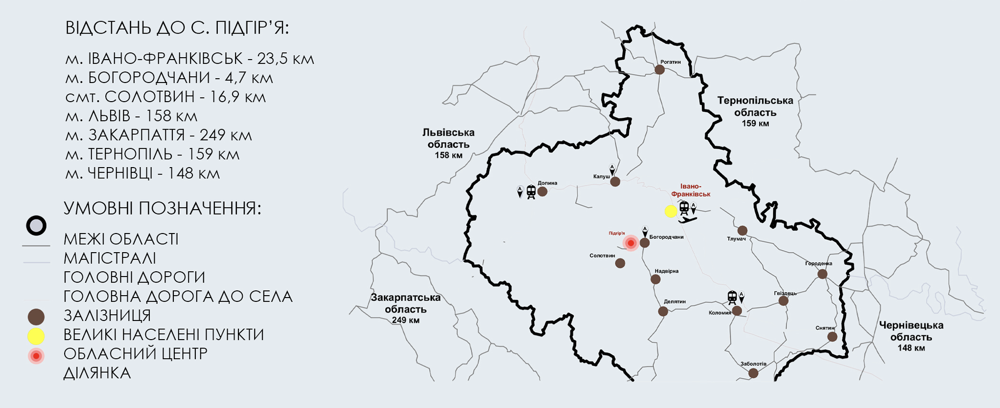 ВІДСТАНЬ ДО С. ПІДГІР’Я:
м. ІВАНО-ФРАНКІВСЬК - 23,5 км
м. БОГОРОДЧАНИ - 4,7 км
смт. СОЛОТВИН - 16,9 км
м. ЛЬВІВ - 158 км
м. ЗАКАРПАТТЯ - 249 км
м. ТЕРНОПІЛЬ - 159 км
м. ЧЕРНІВЦІ - 148 км
УМОВНІ ПОЗНАЧЕННЯ:
МЕЖІ ОБЛАСТІ
МАГІСТРАЛІ
ГОЛОВНІ ДОРОГИ
ГОЛОВНА ДОРОГА ДО СЕЛА
ЗАЛІЗНИЦЯ
ВЕЛИКІ НАСЕЛЕНІ ПУНКТИ
ОБЛАСНИЙ ЦЕНТР
ДІЛЯНКА
Рогатин
Тернопільська
область
159 км
Львівська
область
158 км
А
Калуш
Долина
А
Івано-
Франківськ
А
А
Підгір'я
Богородчани
Тлумач
Солотвин
Надвірна
Городенка
Закарпатська
область
249 км
Делятин
А
Коломия
Гвіздець
Снятин
Чернівецька
область
148 км
Заболотів